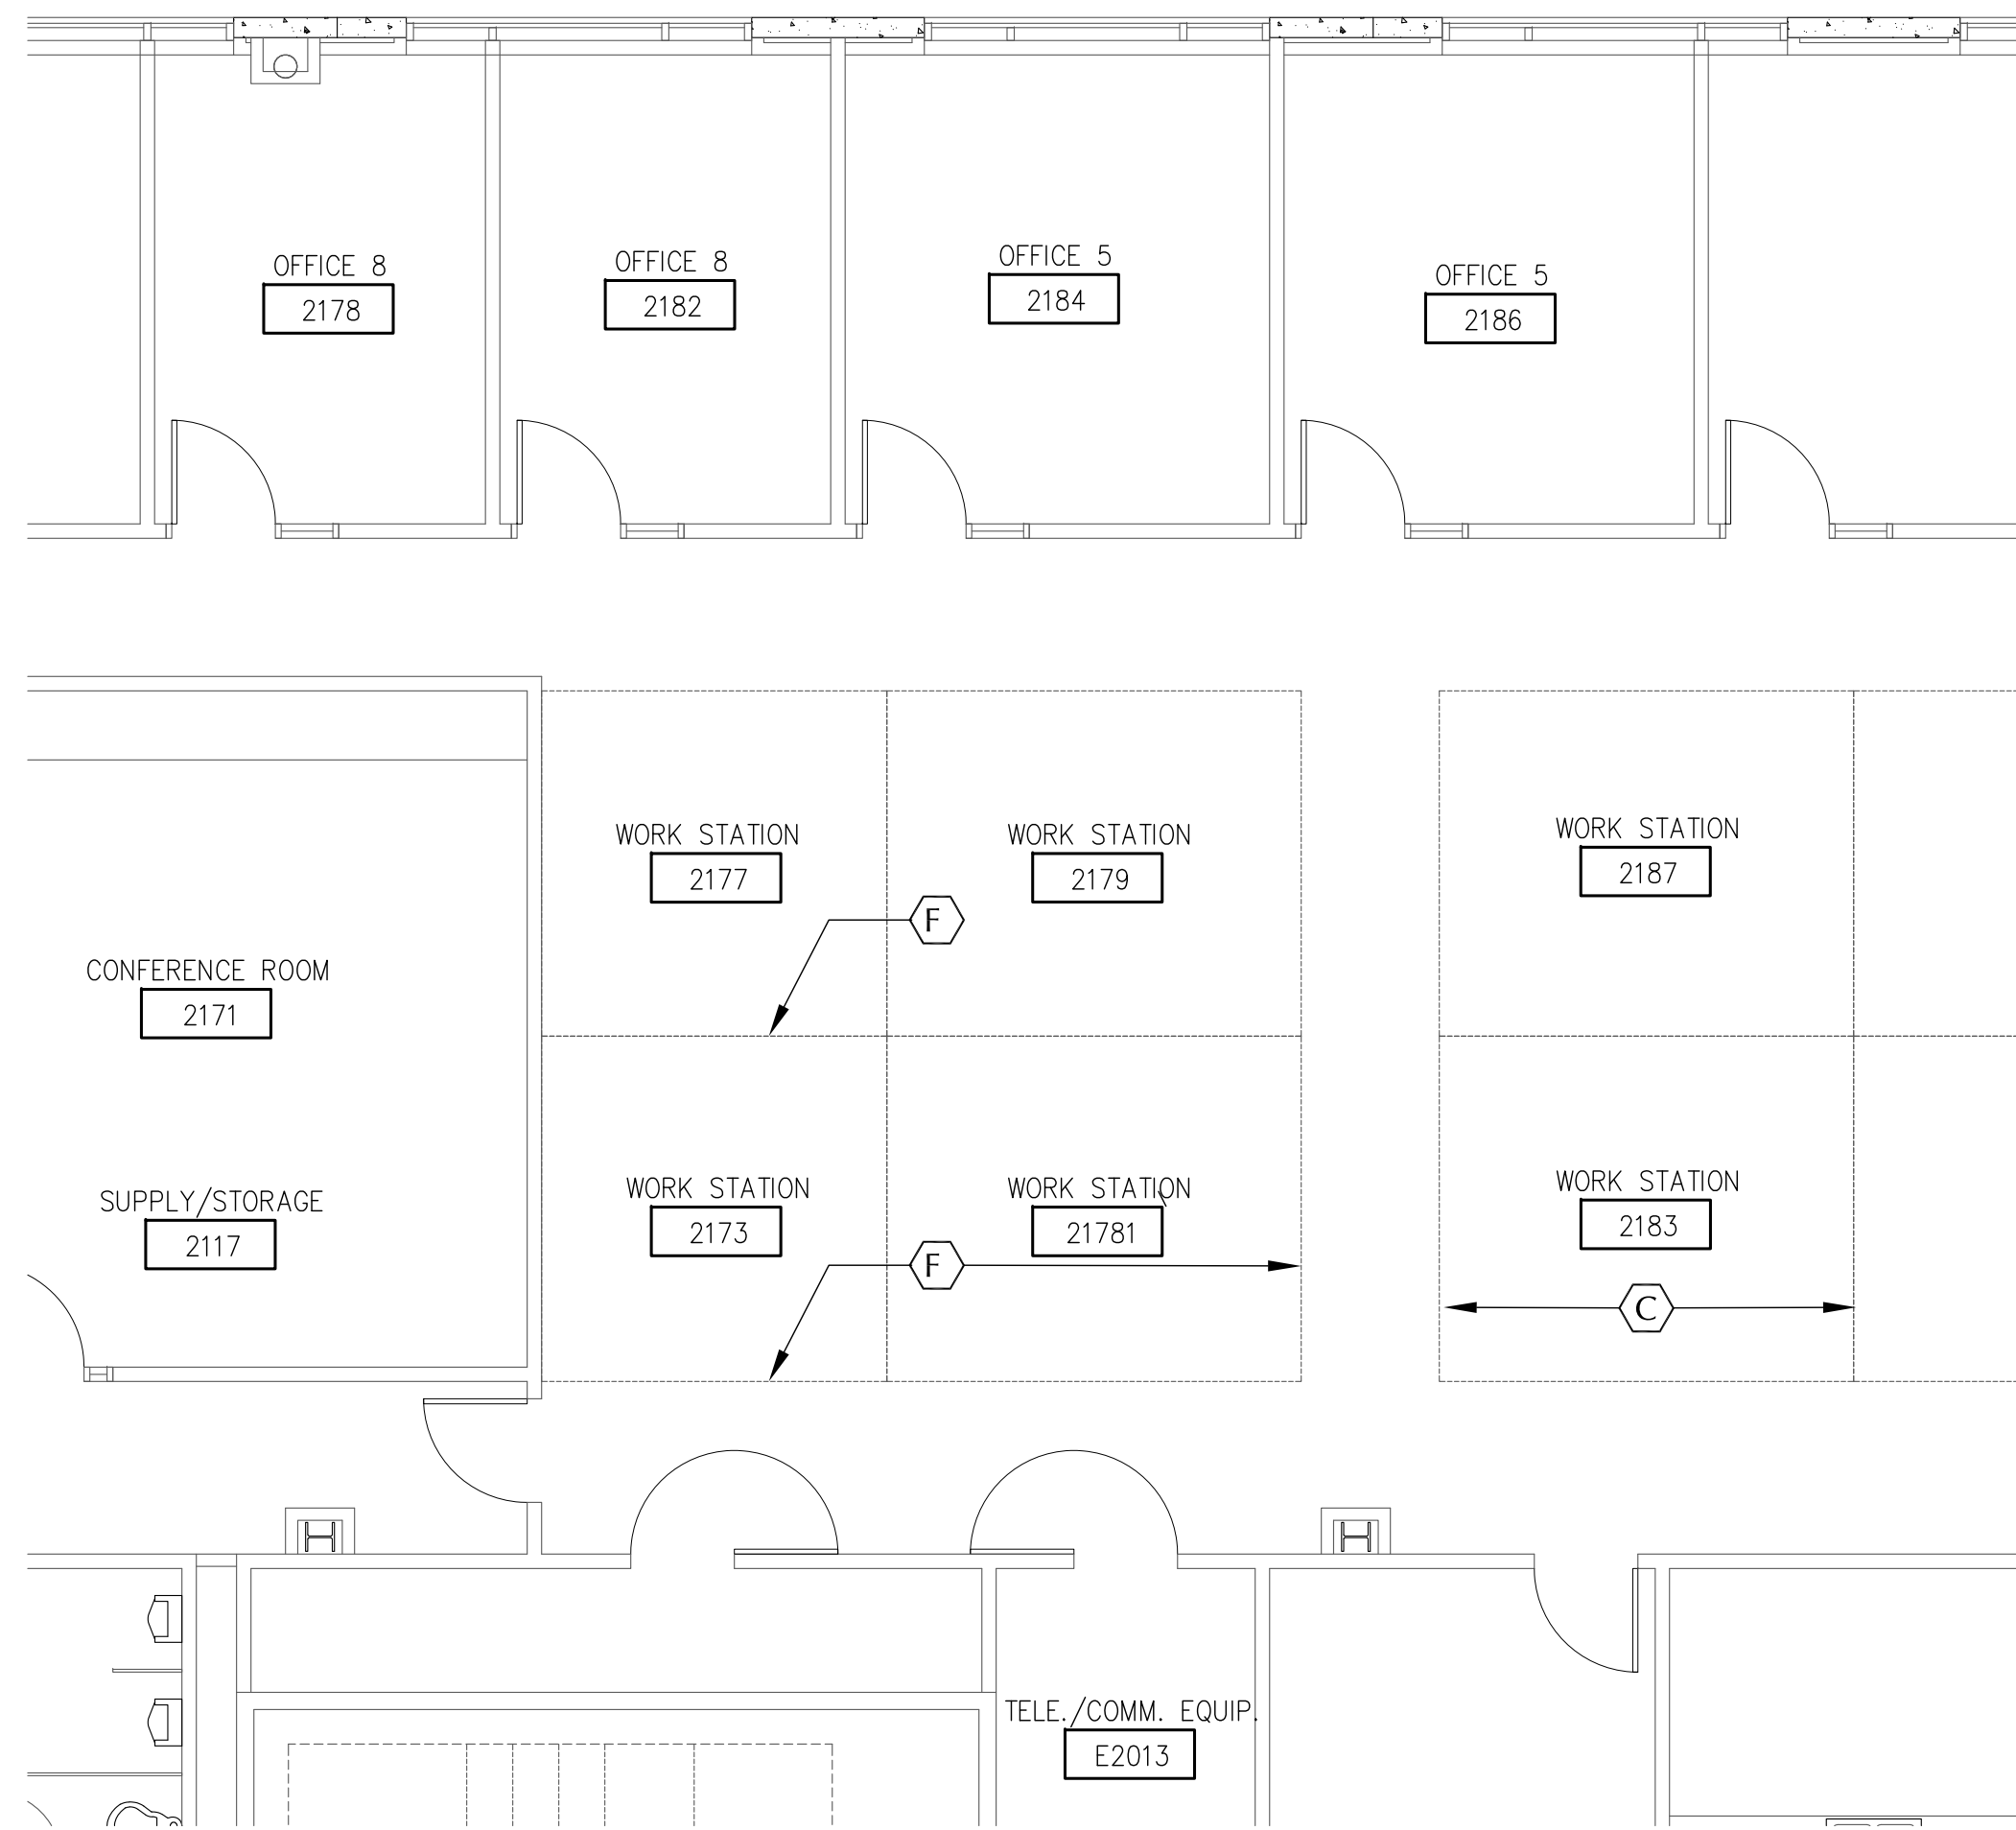 OFFICE 8
2178
OFFICE 8
2182
OFFICE 5
2184
OFFICE 5
2186
WORK STATION
2177
WORK STATION
2179
WORK STATION
2187
F
CONFERENCE ROOM
2171
SUPPLY/STORAGE
2117
WORK STATION
2173
WORK STATION
21781
WORK STATION
2183
F
C
H
H
TELE./COMM. EQUIP.
E2013